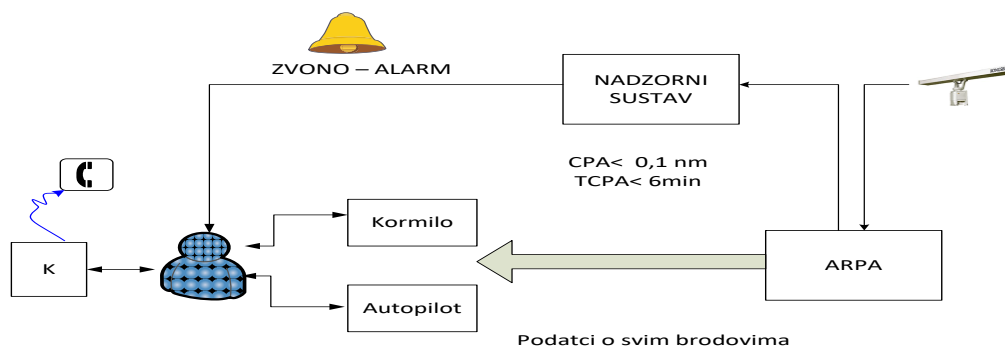 ZVONO – ALARM
NADZORNI
SUSTAV
CPA< 0,1 nm
TCPA< 6min
Kormilo
K
ARPA
Autopilot
Podatci o svim brodovima